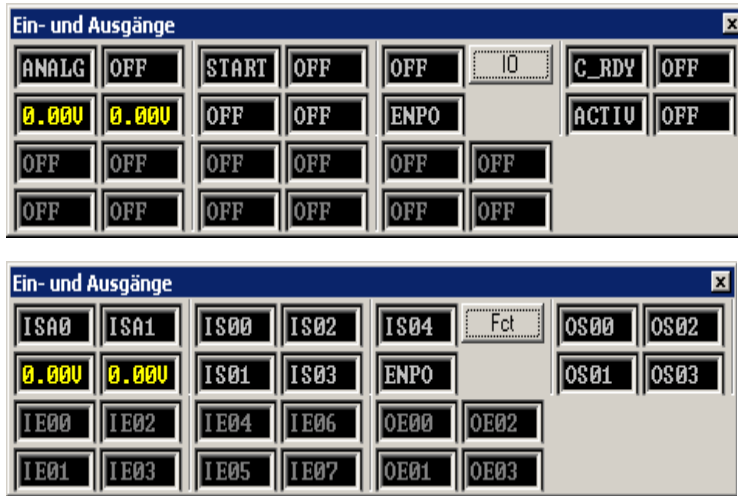 Ein- und Ausgänge
ANALG OFF START OFF OFF IO C_RDY OFF
0.00V 0.00V OFF OFF ENPO ACTIV OFF
OFF OFF OFF OFF OFF OFF
OFF OFF OFF OFF OFF OFF
Ein- und Ausgänge
ISA0 ISA1 IS00 IS02 IS04 Fct OS00 OS02
0.00V 0.00V IS01 IS03 ENPO OS01 OS03
IE00 IE02 IE04 IE06 OE00 OE02
IE01 IE03 IE05 IE07 OE01 OE03